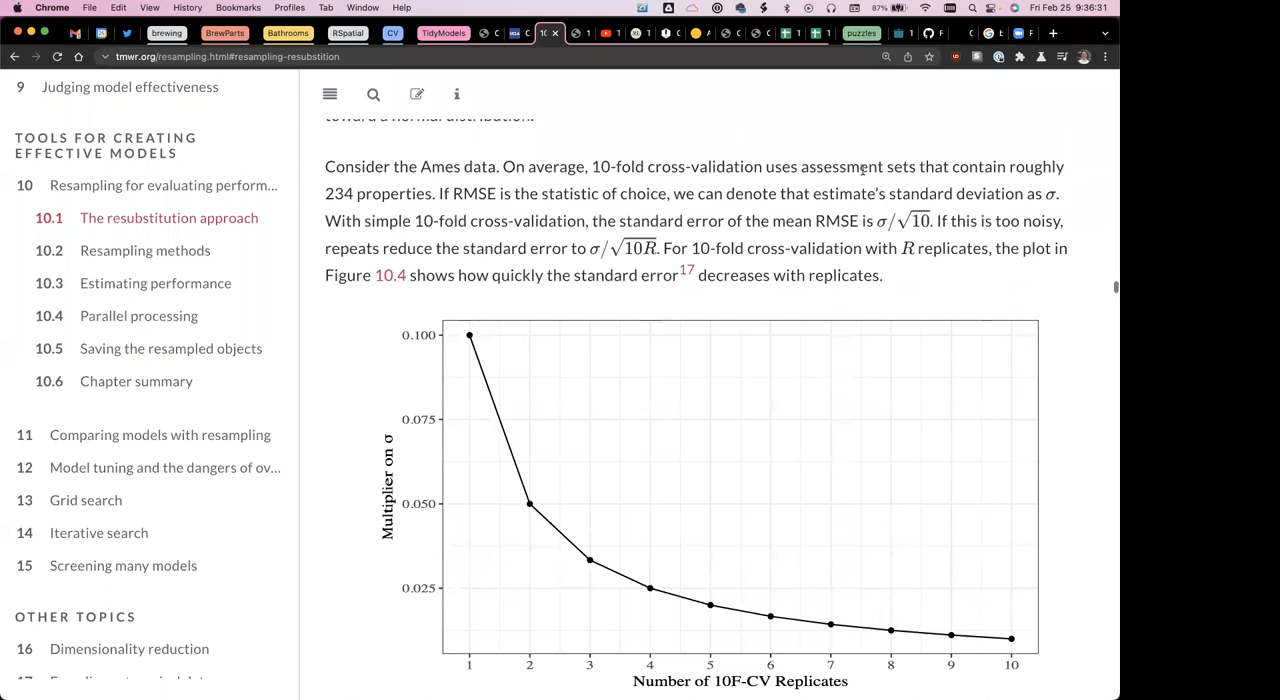 Chrome File Edit View History Bookmarks Profiles Tab Window Help 87% Fri Feb 25 9:36:31
brewing BrewParts Bathrooms RSpatial CV TidyModels puzzles
tmwr.org/resampling.html#resampling-resubstition
9 Judging model effectiveness
TOOLS FOR CREATING
EFFECTIVE MODELS
10 Resampling for evaluating perform...
10.1 The resubstitution approach
10.2 Resampling methods
10.3 Estimating performance
10.4 Parallel processing
10.5 Saving the resampled objects
10.6 Chapter summary
11 Comparing models with resampling
12 Model tuning and the dangers of ov...
13 Grid search
14 Iterative search
15 Screening many models
OTHER TOPICS
16 Dimensionality reduction
toward a normal distribution.
Consider the Ames data. On average, 10-fold cross-validation uses assessment sets that contain roughly
234 properties. If RMSE is the statistic of choice, we can denote that estimate's standard deviation as σ.
With simple 10-fold cross-validation, the standard error of the mean RMSE is σ/√10. If this is too noisy,
repeats reduce the standard error to σ/√10R. For 10-fold cross-validation with R replicates, the plot in
Figure 10.4 shows how quickly the standard error17 decreases with replicates.
Multiplier on σ
0.100
0.075
0.050
0.025
1 2 3 4 5 6 7 8 9 10
Number of 10F-CV Replicates